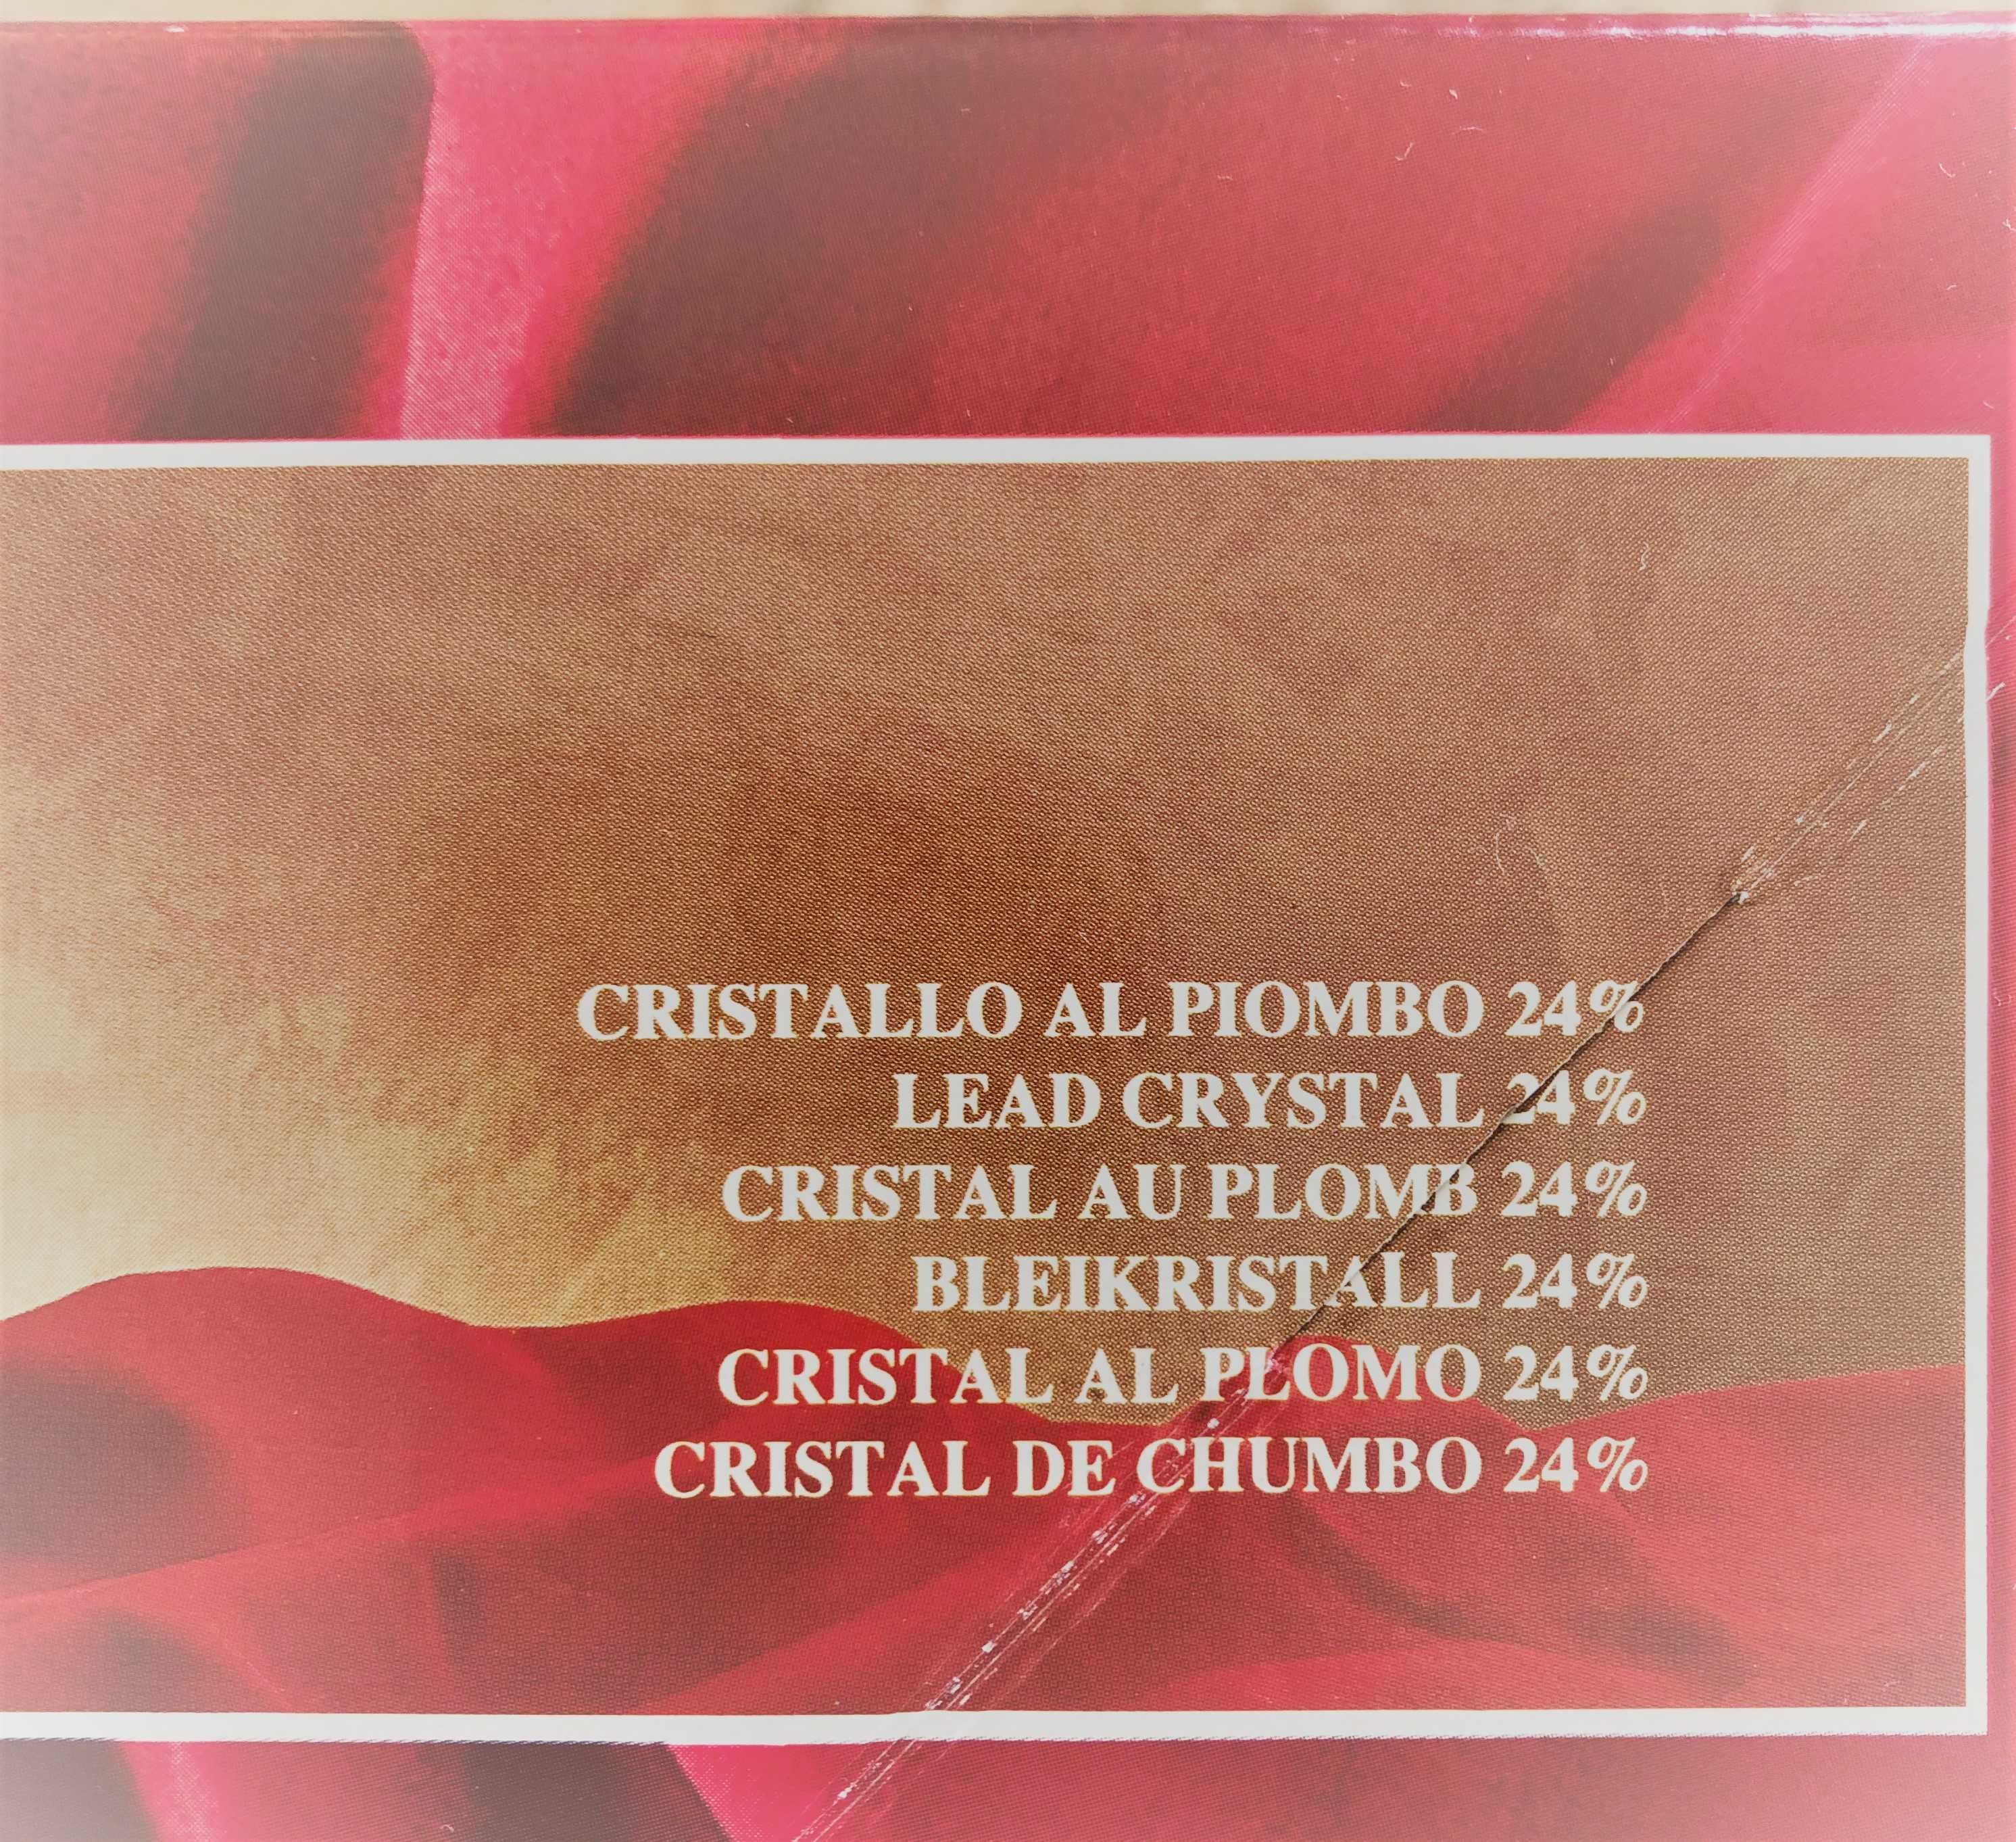 CRISTALLO AL PIOMBO 24%
LEAD CRYSTAL 24%
CRISTAL AU PLOMB 24%
BLEIKRISTALL 24%
CRISTAL AL PLOMO 24%
CRISTAL DE CHUMBO 24%